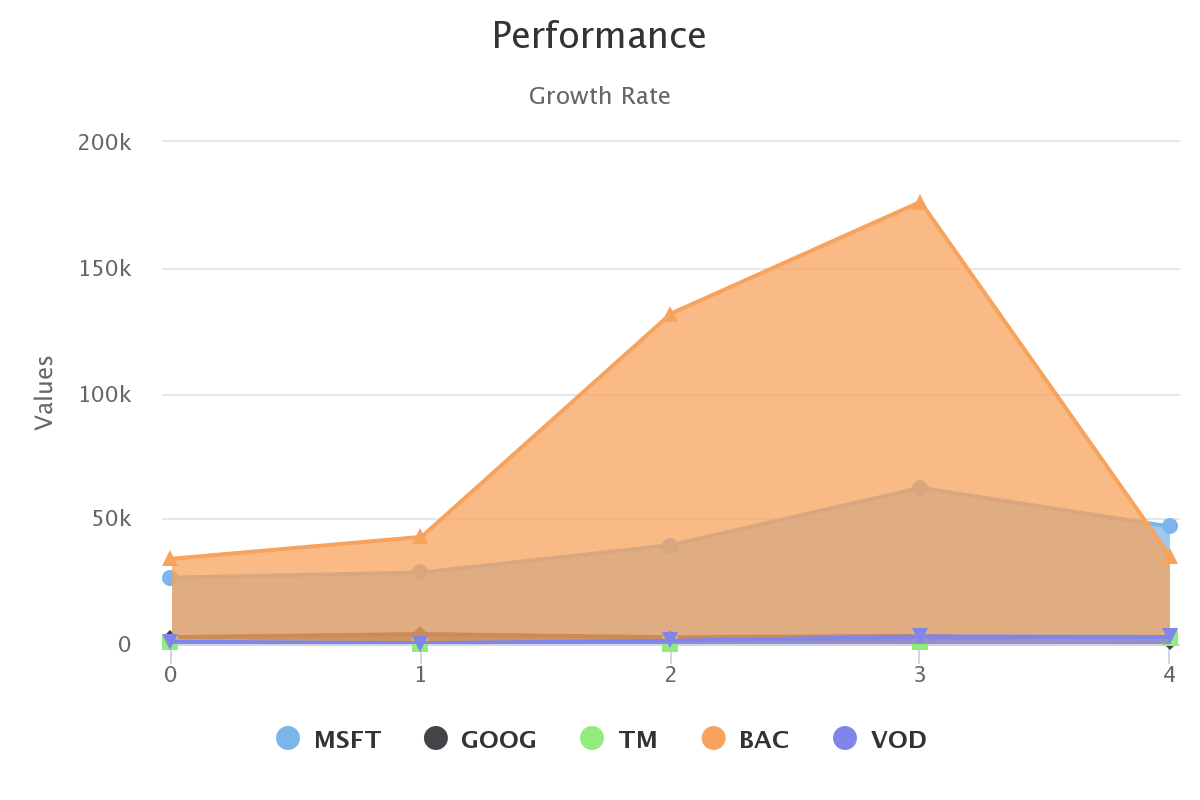 Performance
Growth Rate
200k
150k
100k
50k
0
Values
0 1 2 3 4
MSFT GOOG TM BAC VOD